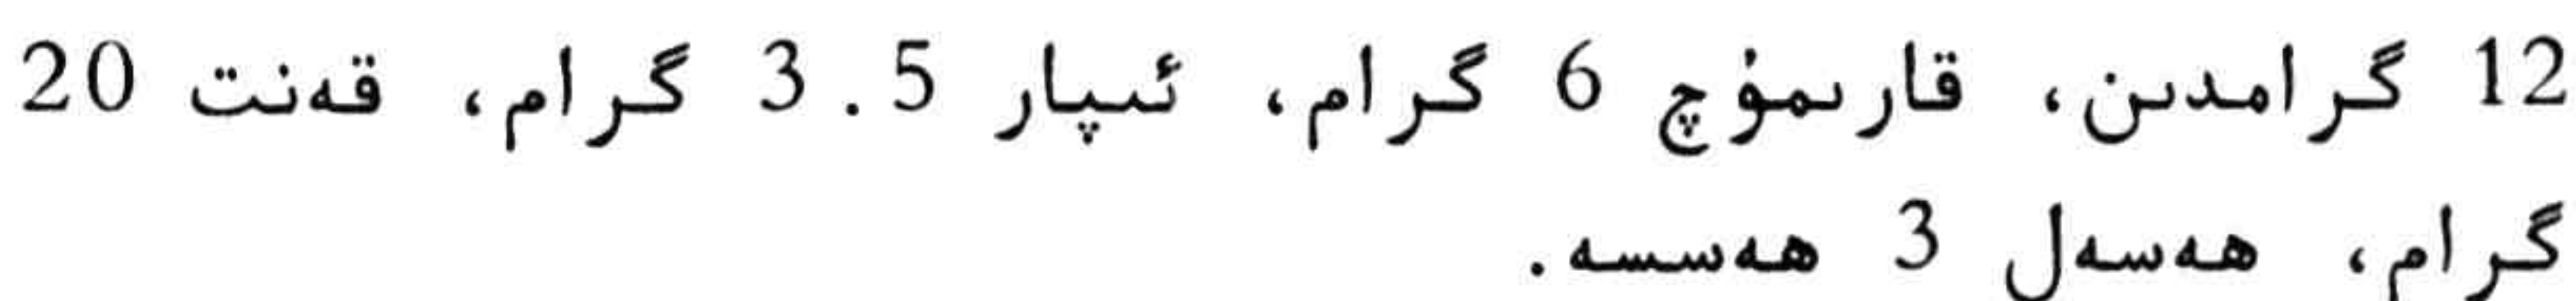 12 گرامدىن، قارىمۇچ 6 گرام، ئىپار 3.5 گرام، قەنت 20
گرام، ھەسەل 3 ھەسسە.